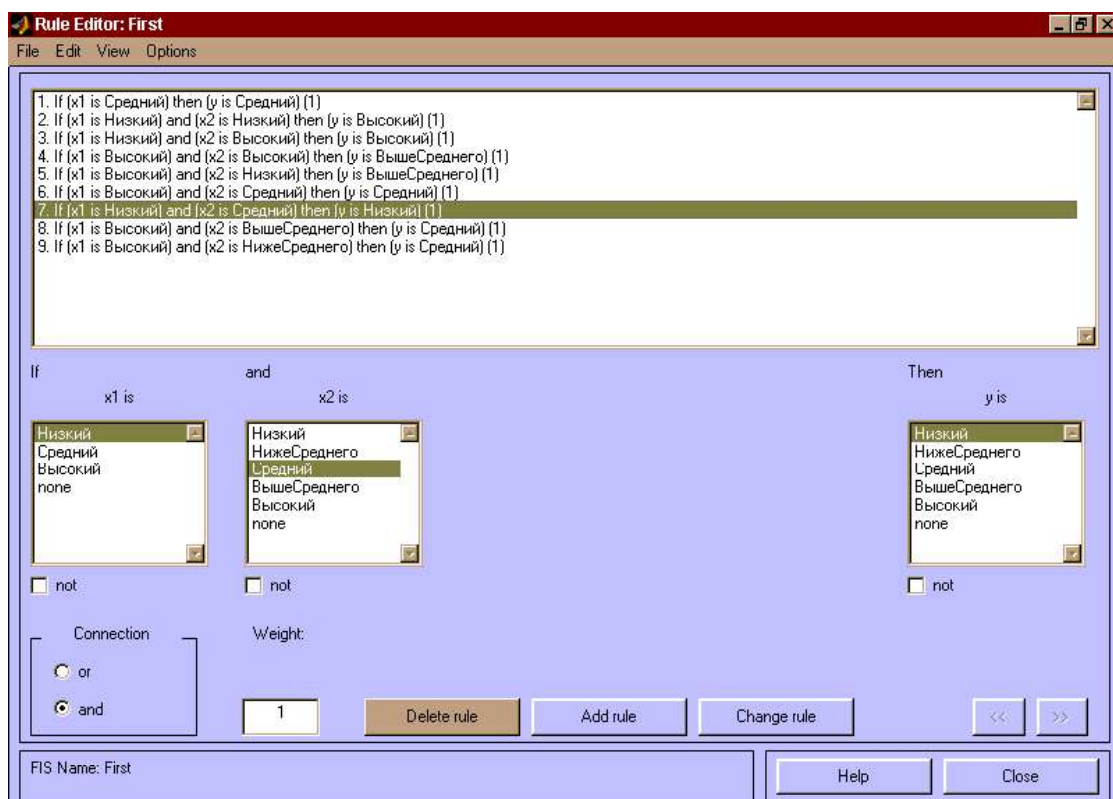 Rule Editor: First
File Edit View Options
1. If (x1 is Средний) then (y is Средний) (1)
2. If (x1 is Низкий) and (x2 is Низкий) then (y is Высокий) (1)
3. If (x1 is Низкий) and (x2 is Высокий) then (y is Высокий) (1)
4. If (x1 is Высокий) and (x2 is Высокий) then (y is ВышеСреднего) (1)
5. If (x1 is Высокий) and (x2 is Низкий) then (y is ВышеСреднего) (1)
6. If (x1 is Высокий) and (x2 is Средний) then (y is Средний) (1)
7. If (x1 is Низкий) and (x2 is Средний) then (y is Низкий) (1)
8. If (x1 is Высокий) and (x2 is ВышеСреднего) then (y is Средний) (1)
9. If (x1 is Высокий) and (x2 is НижеСреднего) then (y is Средний) (1)
If
x1 is
Низкий
Средний
Высокий
none
not
and
x2 is
Низкий
НижеСреднего
Средний
ВышеСреднего
Высокий
none
not
Then
y is
Низкий
НижеСреднего
Средний
ВышеСреднего
Высокий
none
not
Connection
or
and
Weight:
1
Delete rule
Add rule
Change rule
<<
>>
FIS Name: First
Help
Close